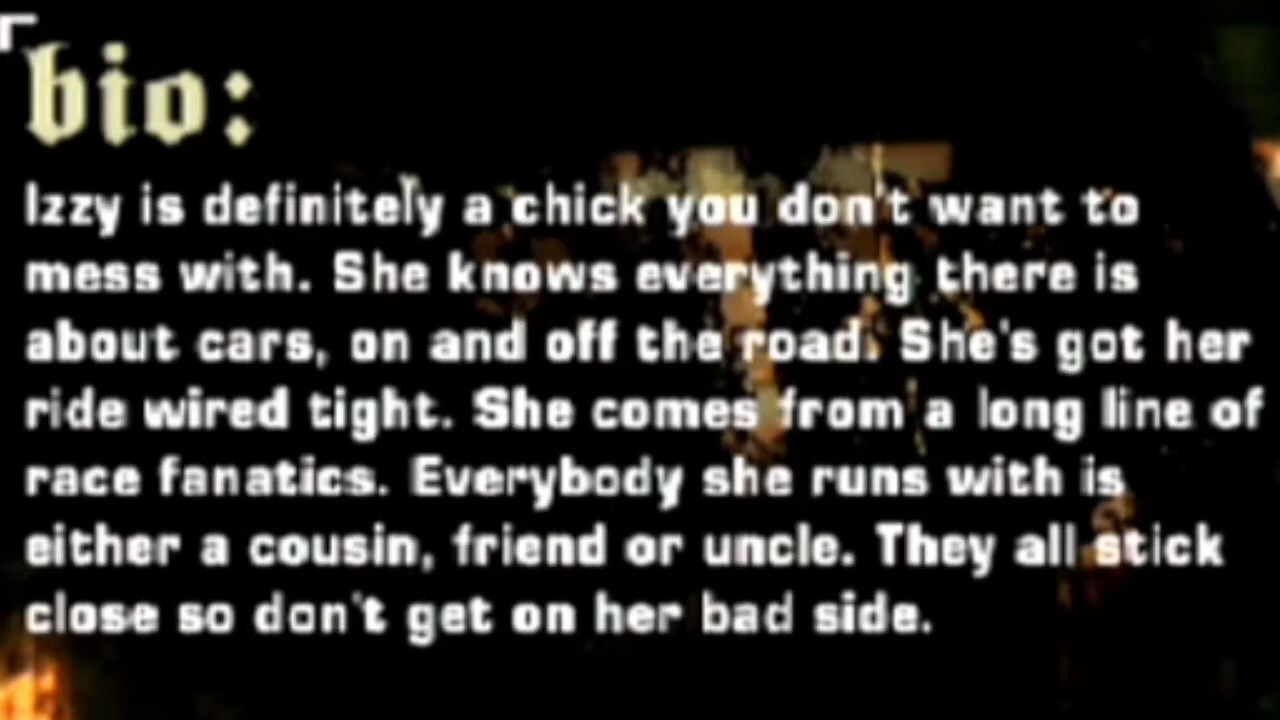 bio:
Izzy is definitely a chick you don't want to
mess with. She knows everything there is
about cars, on and off the road. She's got her
ride wired tight. She comes from a long line of
race fanatics. Everybody she runs with is
either a cousin, friend or uncle. They all stick
close so don't get on her bad side.